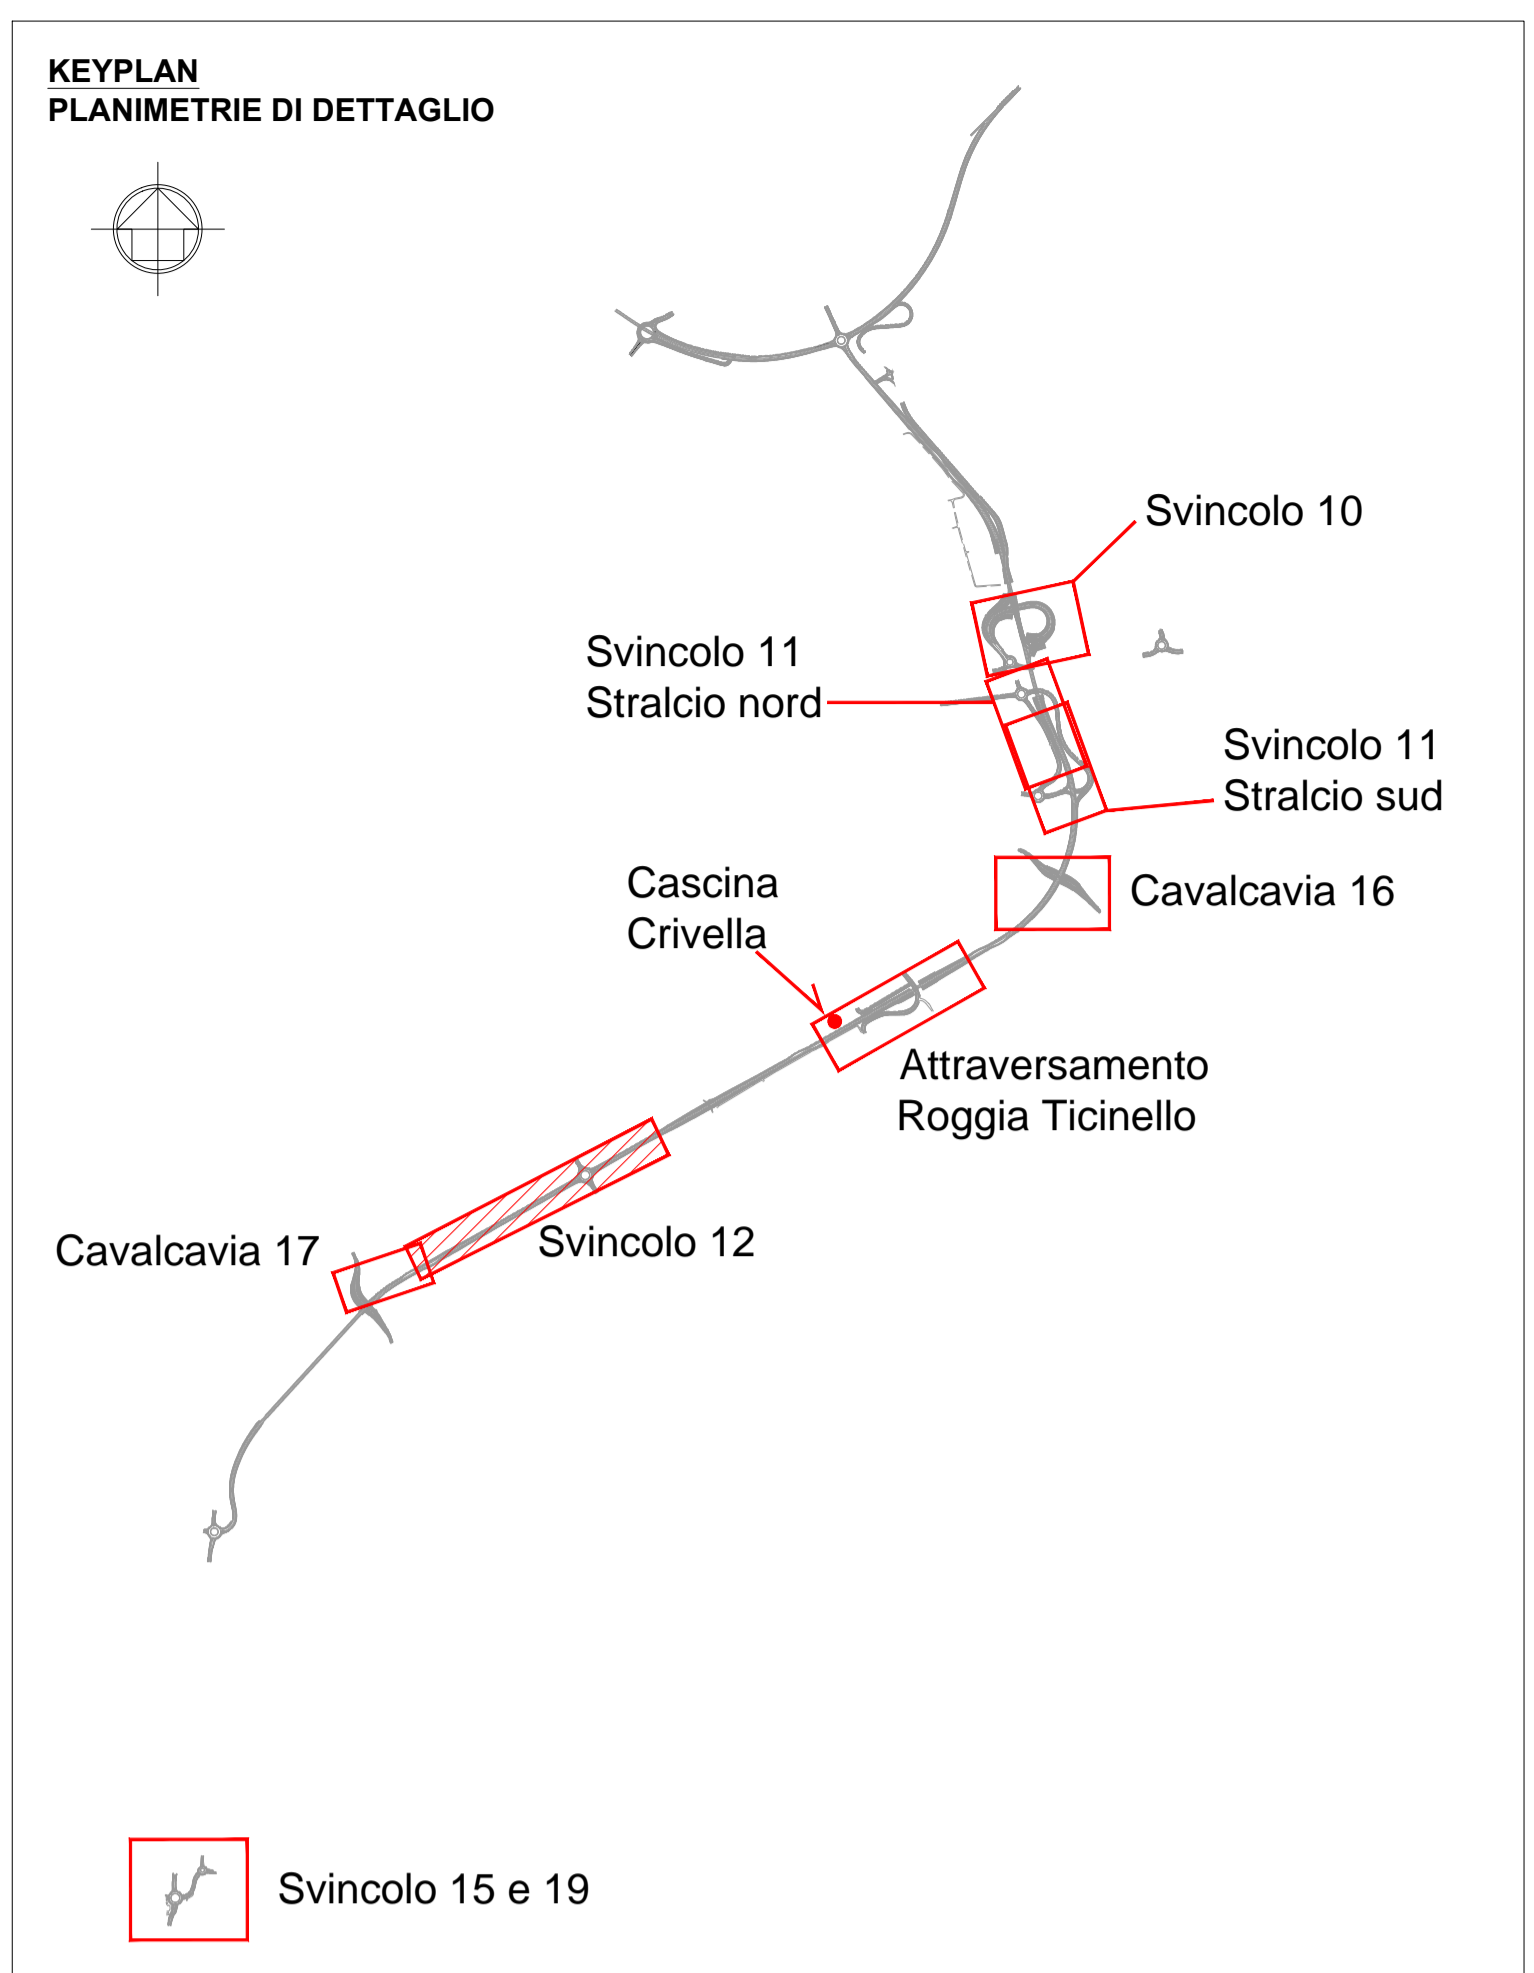 KEYPLAN
PLANIMETRIE DI DETTAGLIO
Svincolo 10
Svincolo 11
Stralcio nord
Svincolo 11
Stralcio sud
Cascina
Crivella
Cavalcavia 16
Attraversamento
Roggia Ticinello
Cavalcavia 17
Svincolo 12
Svincolo 15 e 19